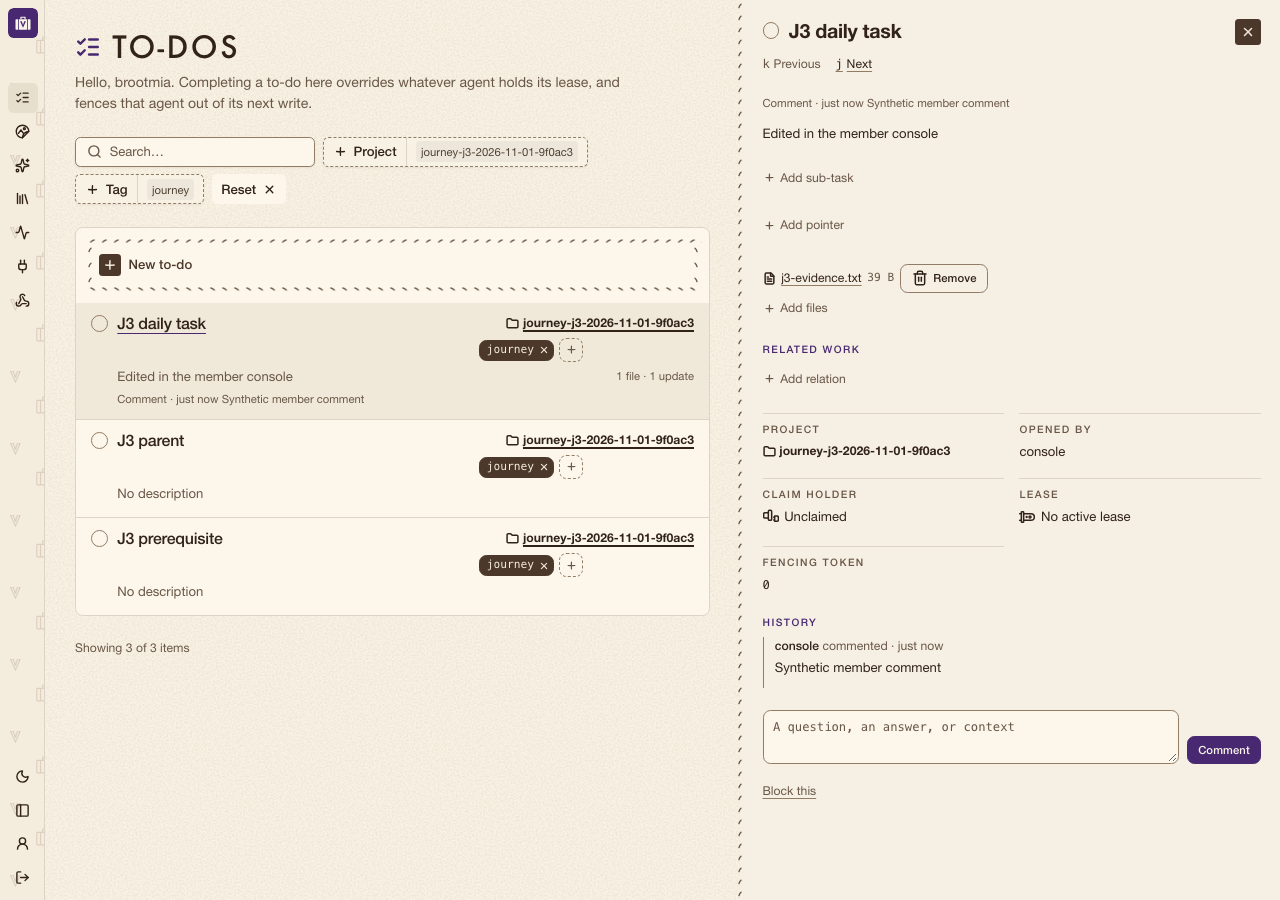 TO-DOS
Hello, brootmia. Completing a to-do here overrides whatever agent holds its lease, and
fences that agent out of its next write.
Search...
+ Project journey-j3-2026-11-01-9f0ac3
+ Tag journey
Reset ×
+ New to-do
J3 daily task
journey-j3-2026-11-01-9f0ac3
journey × +
Edited in the member console
1 file · 1 update
Comment · just now Synthetic member comment
J3 parent
journey-j3-2026-11-01-9f0ac3
journey × +
No description
J3 prerequisite
journey-j3-2026-11-01-9f0ac3
journey × +
No description
Showing 3 of 3 items
J3 daily task
k Previous j Next
Comment · just now Synthetic member comment
Edited in the member console
+ Add sub-task
+ Add pointer
j3-evidence.txt 39 B Remove
+ Add files
RELATED WORK
+ Add relation
PROJECT
journey-j3-2026-11-01-9f0ac3
OPENED BY
console
CLAIM HOLDER
Unclaimed
LEASE
No active lease
FENCING TOKEN
0
HISTORY
console commented · just now
Synthetic member comment
A question, an answer, or context
Comment
Block this